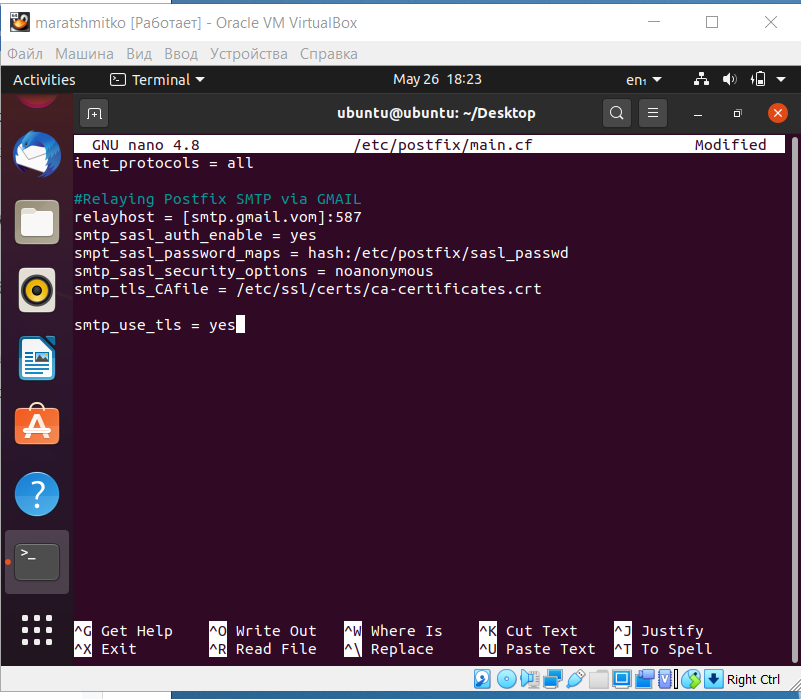 maratshmitko [Работает] - Oracle VM VirtualBox
Файл Машина Вид Ввод Устройства Справка
Activities Terminal May 26 18:23 en₁
ubuntu@ubuntu: ~/Desktop
GNU nano 4.8 /etc/postfix/main.cf Modified
inet_protocols = all
#Relaying Postfix SMTP via GMAIL
relayhost = [smtp.gmail.vom]:587
smtp_sasl_auth_enable = yes
smpt_sasl_password_maps = hash:/etc/postfix/sasl_passwd
smtp_sasl_security_options = noanonymous
smtp_tls_CAfile = /etc/ssl/certs/ca-certificates.crt
smtp_use_tls = yes
^G Get Help ^O Write Out ^W Where Is ^K Cut Text ^J Justify
^X Exit ^R Read File ^\ Replace ^U Paste Text ^T To Spell
Right Ctrl